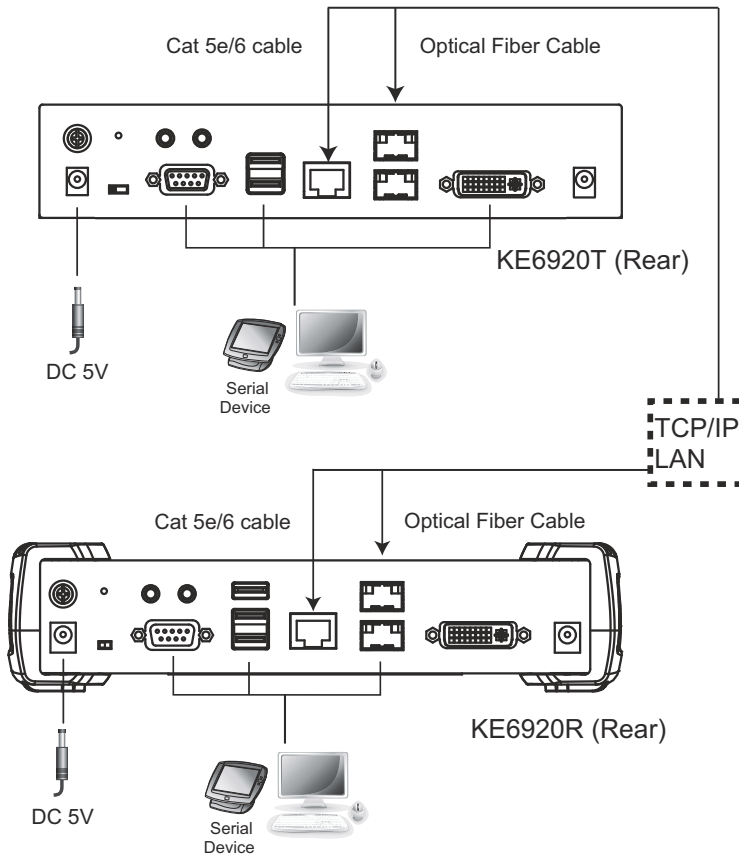 Cat 5e/6 cable
Optical Fiber Cable
KE6920T (Rear)
DC 5V
Serial
Device
TCP/IP
LAN
Cat 5e/6 cable
Optical Fiber Cable
KE6920R (Rear)
DC 5V
Serial
Device